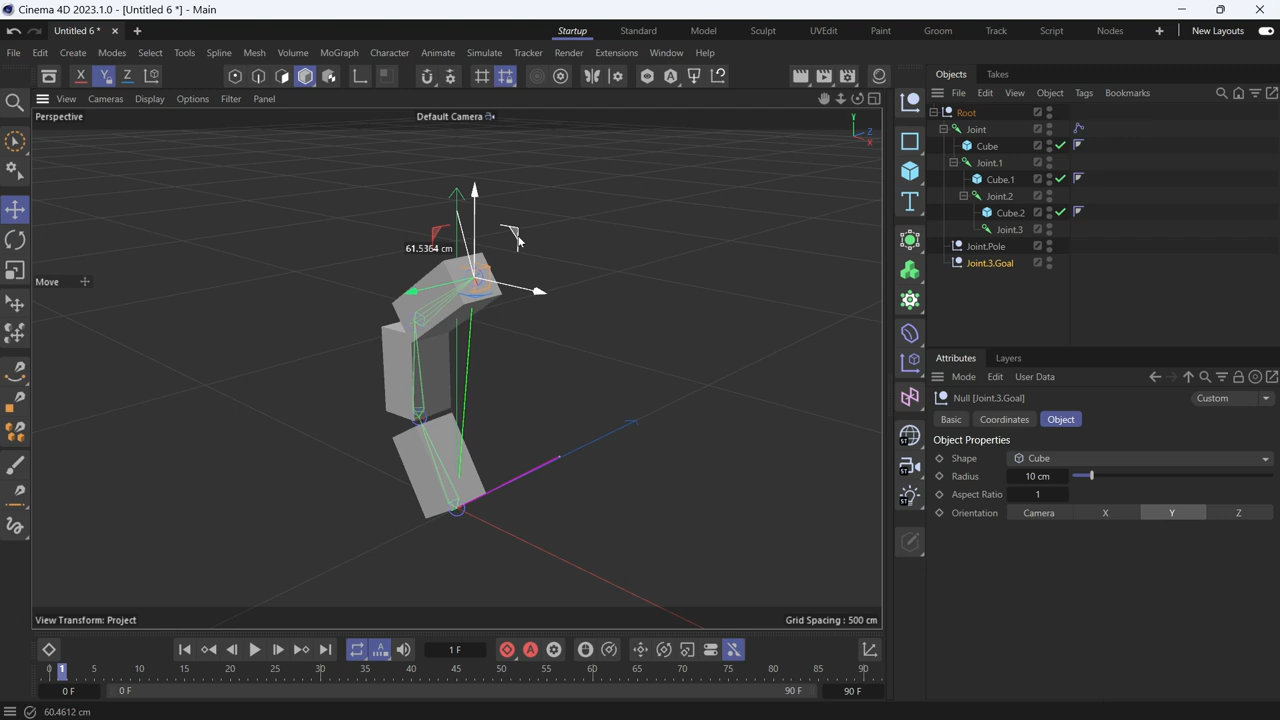 Cinema 4D 2023.1.0 - [Untitled 6 *] - Main
Untitled 6 *
Startup Standard Model Sculpt UVEdit Paint Groom Track Script Nodes New Layouts
File Edit Create Modes Select Tools Spline Mesh Volume MoGraph Character Animate Simulate Tracker Render Extensions Window Help
X Y Z
Objects Takes
View Cameras Display Options Filter Panel
File Edit View Object Tags Bookmarks
Perspective
Default Camera
Y
Z
X
Root
Joint
Cube
Joint.1
Cube.1
Joint.2
Cube.2
Joint.3
Joint.Pole
Joint.3.Goal
61.5364 cm
Move
Attributes Layers
Mode Edit User Data
Null [Joint.3.Goal]
Custom
Basic Coordinates Object
Object Properties
Shape Cube
Radius 10 cm
Aspect Ratio 1
Orientation Camera X Y Z
View Transform: Project
Grid Spacing : 500 cm
1 F
0 1 5 10 15 20 25 30 35 40 45 50 55 60 65 70 75 80 85 90
0 F 0 F 90 F 90 F
60.4612 cm